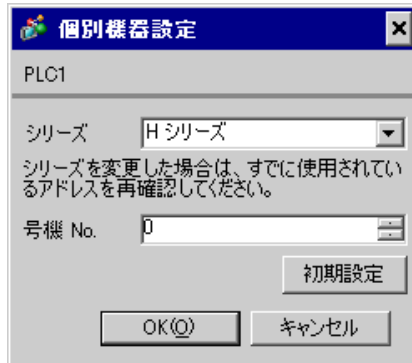 個別機器設定
PLC1
シリーズ H シリーズ
シリーズを変更した場合は、すでに使用されてい
るアドレスを再確認してください。
号機 No. 0
初期設定
OK(O) キャンセル